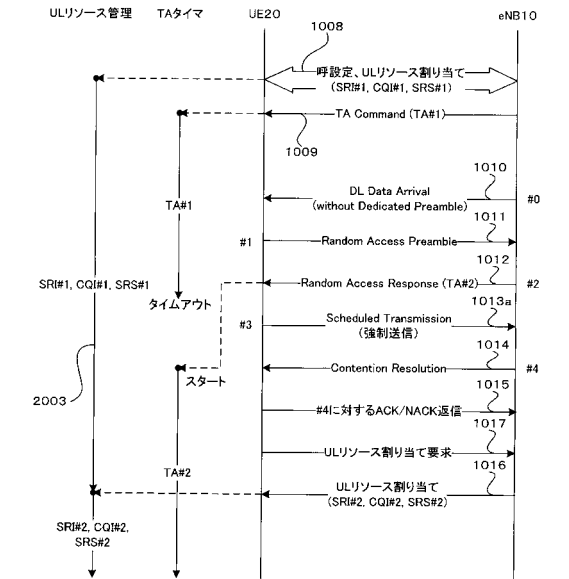 ULリソース管理 TAタイマ UE20 eNB10
1008
呼設定、ULリソース割り当て
(SRI#1, CQI#1, SRS#1)
TA Command (TA#1)
1009
1010
DL Data Arrival
(without Dedicated Preamble)
#0
TA#1
1011
#1
Random Access Preamble
1012
SRI#1, CQI#1, SRS#1
Random Access Response (TA#2)
#2
タイムアウト
1013a
#3
Scheduled Transmission
(強制送信)
1014
Contention Resolution
#4
スタート
1015
2003
#4に対するACK/NACK返信
1017
ULリソース割り当て要求
1016
TA#2
ULリソース割り当て
(SRI#2, CQI#2, SRS#2)
SRI#2, CQI#2,
SRS#2